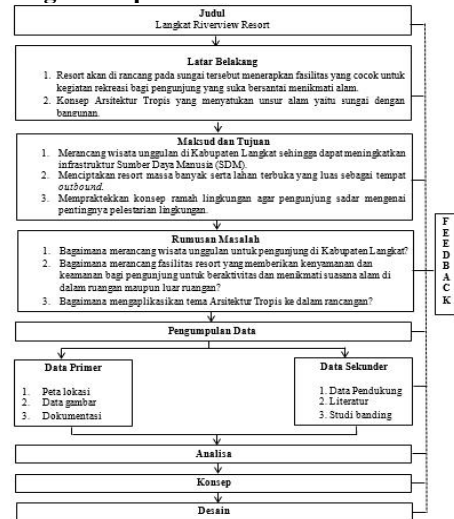 Judul
Langkat Riverview Resort
Latar Belakang
1. Resort akan di rancang pada sungai tersebut menerapkan fasilitas yang cocok untuk
kegiatan rekreasi bagi pengunjung yang suka bersantai menikmati alam.
2. Konsep Arsitektur Tropis yang menyatukan unsur alam yaitu sungai dengan
bangunan.
Maksud dan Tujuan
1. Merancang wisata unggulan di Kabupaten Langkat sehingga dapat meningkatkan
infrastruktur Sumber Daya Manusia (SDM).
2. Menciptakan resort massa banyak serta lahan terbuka yang luas sebagai tempat
outbound.
3. Mempraktekkan konsep ramah lingkungan agar pengunjung sadar mengenai
pentingnya pelestarian lingkungan.
Rumusan Masalah
1. Bagaimana merancang wisata unggulan untuk pengunjung di Kabupaten Langkat?
2. Bagaimana merancang fasilitas resort yang memberikan kenyamanan dan
keamanan bagi pengunjung untuk beraktivitas dan menikmati suasana alam di
dalam ruangan maupun luar ruangan?
3. Bagaimana mengaplikasikan tema Arsitektur Tropis ke dalam rancangan?
Pengumpulan Data
Data Primer
1. Peta lokasi
2. Data gambar
3. Dokumentasi
Data Sekunder
1. Data Pendukung
2. Literatur
3. Studi banding
Analisa
Konsep
Desain
FEEDBACK